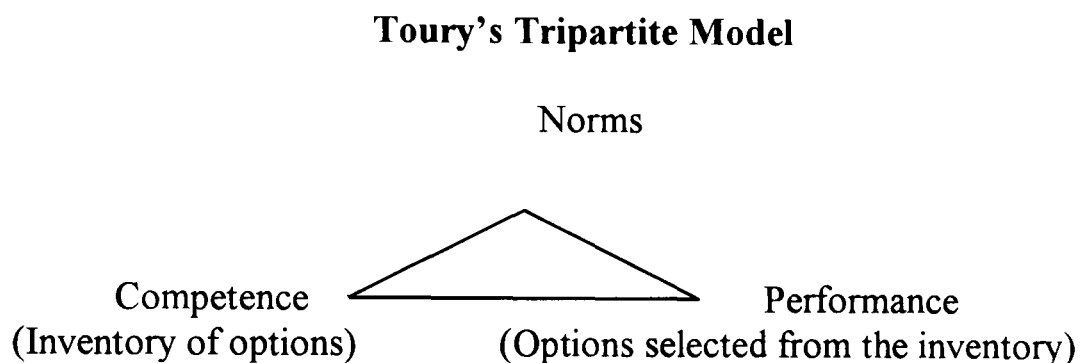 Toury's Tripartite Model
Norms
Competence
(Inventory of options)
Performance
(Options selected from the inventory)